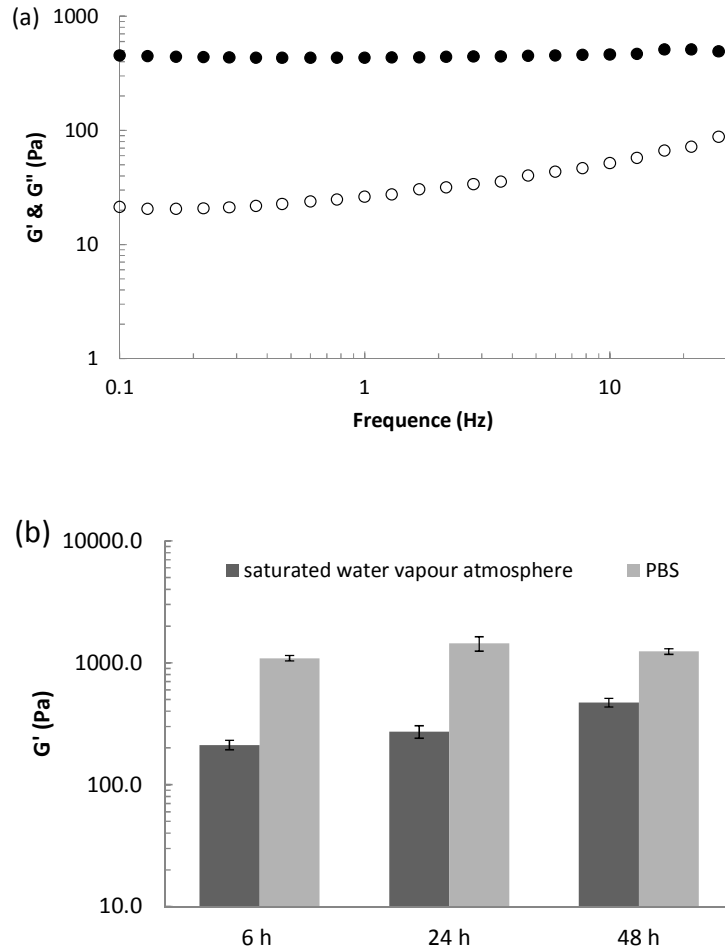 (a)
1000
100
10
1
G' & G" (Pa)
0.1 1 10
Frequence (Hz)
(b)
10000.0
1000.0
100.0
10.0
G' (Pa)
saturated water vapour atmosphere PBS
6 h 24 h 48 h